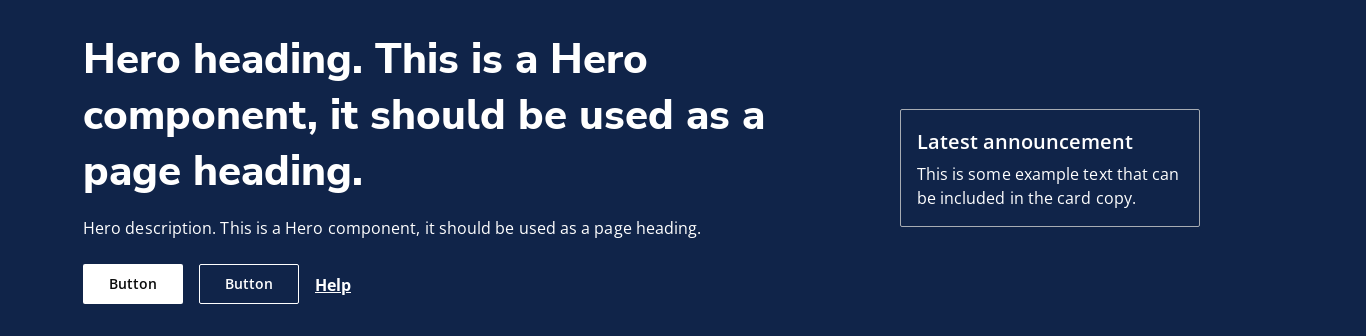 Hero heading. This is a Hero
component, it should be used as a
page heading.
Hero description. This is a Hero component, it should be used as a page heading.
Button
Button
Help
Latest announcement
This is some example text that can
be included in the card copy.